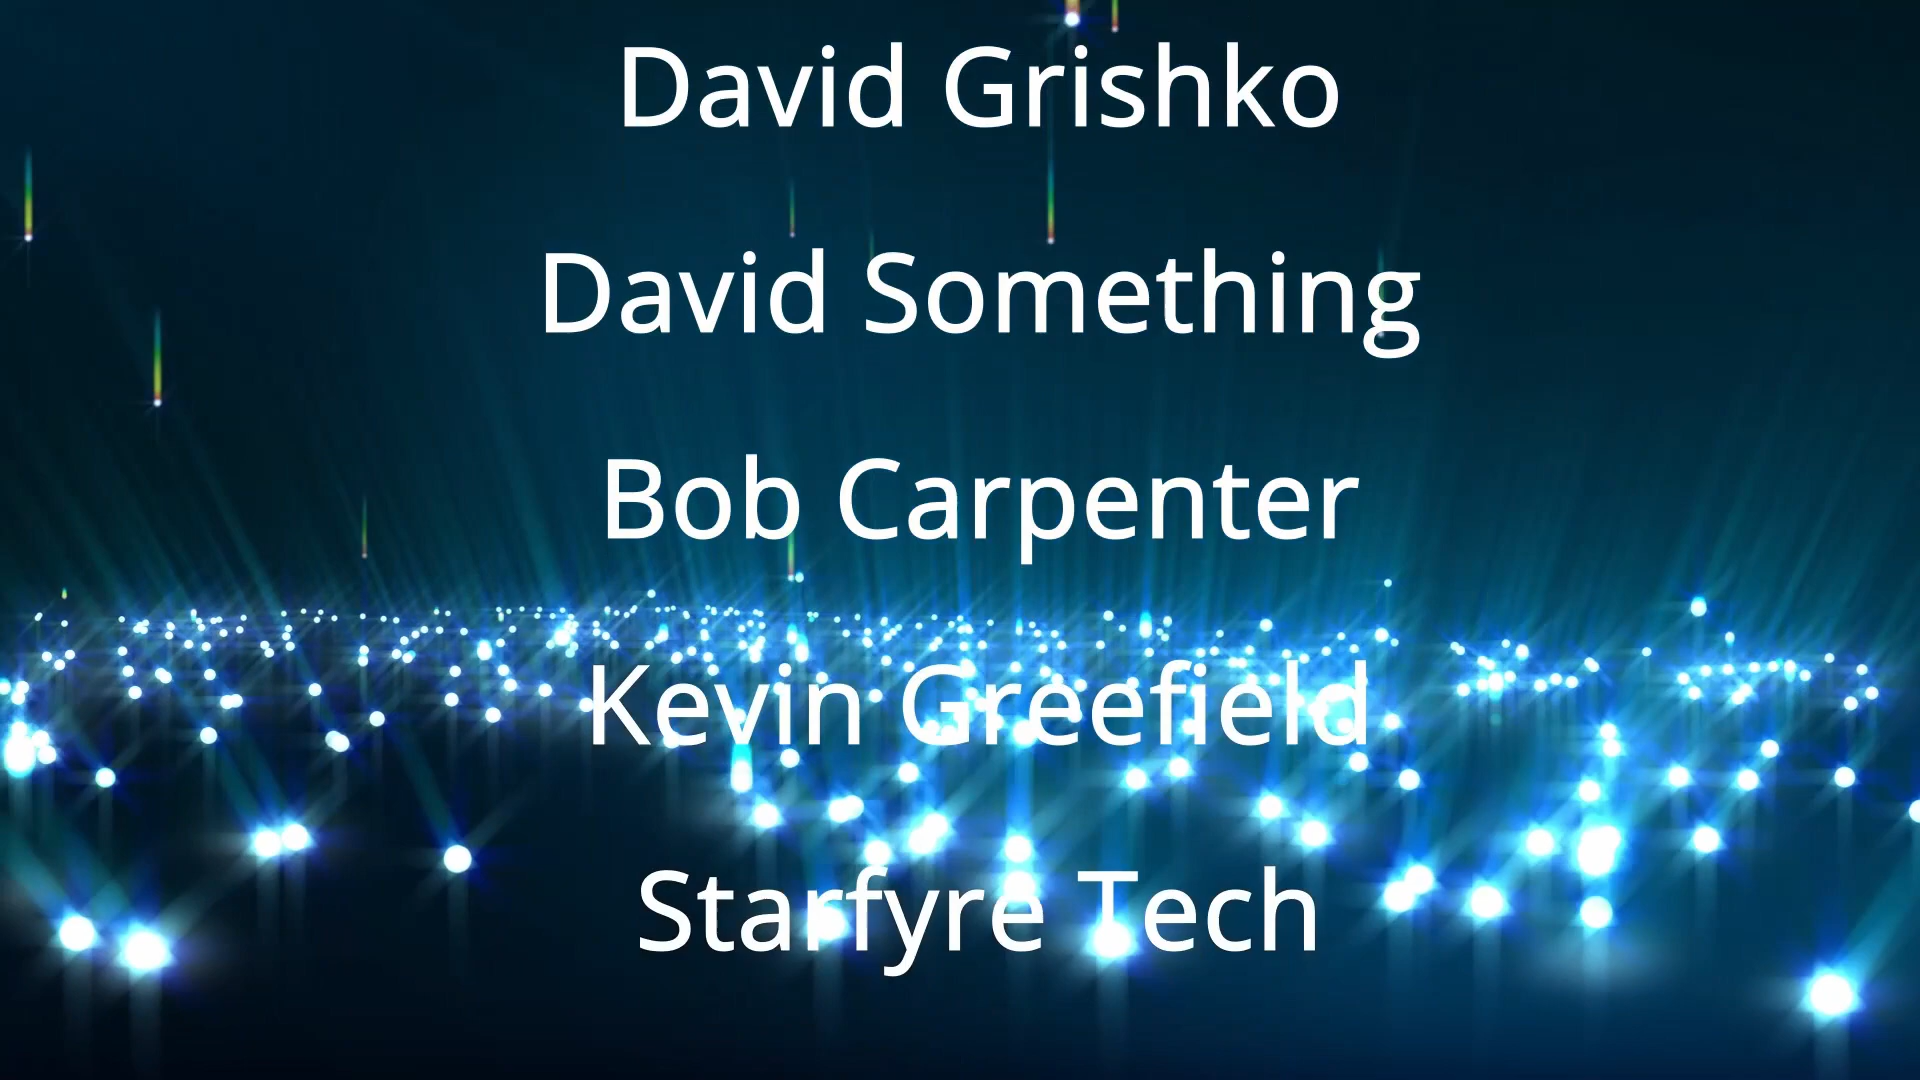 David Grishko
David Something
Bob Carpenter
Kevin Greefield
Starfyre Tech